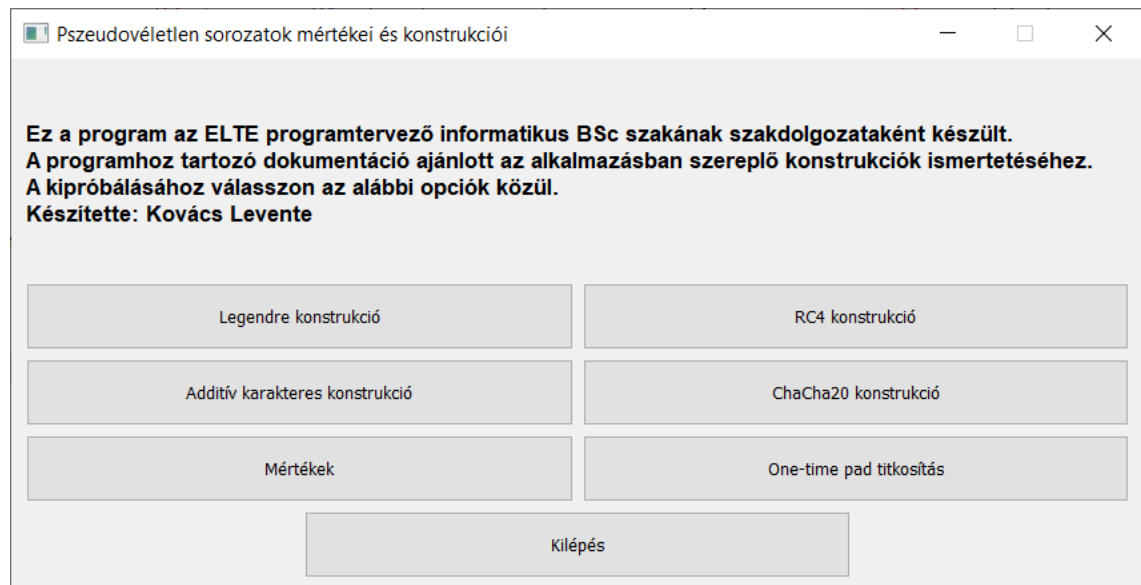 Pszeudovéletlen sorozatok mértékei és konstrukciói
Ez a program az ELTE programtervező informatikus BSc szakának szakdolgozataként készült.
A programhoz tartozó dokumentáció ajánlott az alkalmazásban szereplő konstrukciók ismertetéséhez.
A kipróbálásához válasszon az alábbi opciók közül.
Készítette: Kovács Levente
Legendre konstrukció
RC4 konstrukció
Additív karakteres konstrukció
ChaCha20 konstrukció
Mértékek
One-time pad titkosítás
Kilépés